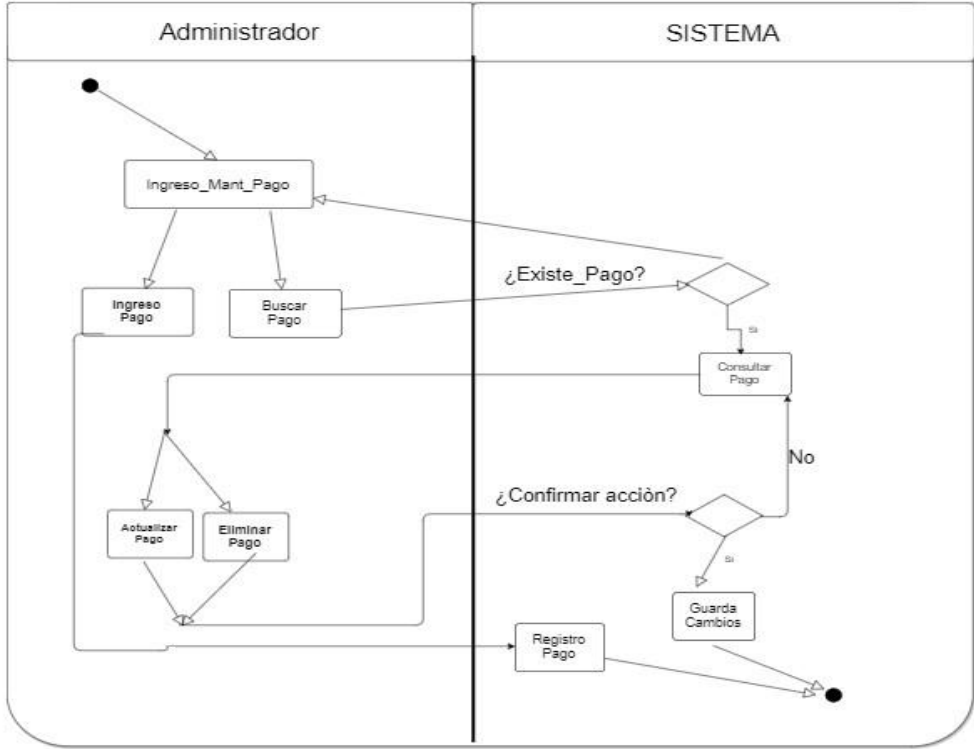 Administrador
SISTEMA
Ingreso_Mant_Pago
¿Existe_Pago?
Ingreso
Pago
Buscar
Pago
Si
Consultar
Pago
No
¿Confirmar acciòn?
Actualizar
Pago
Eliminar
Pago
Si
Guarda
Cambios
Registro
Pago